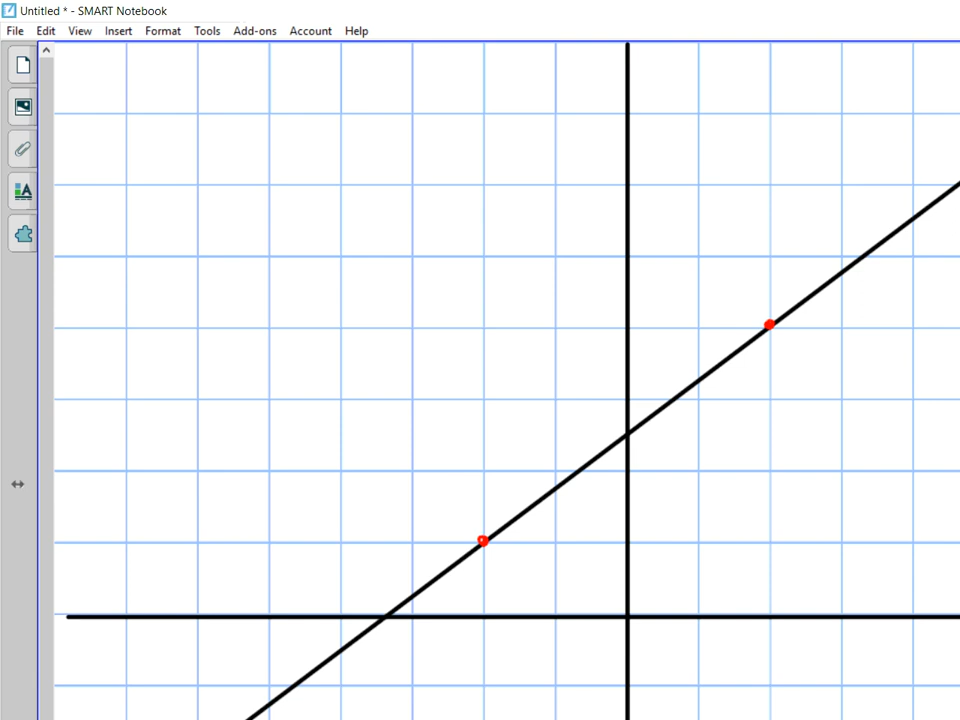 Untitled * - SMART Notebook
File Edit View Insert Format Tools Add-ons Account Help